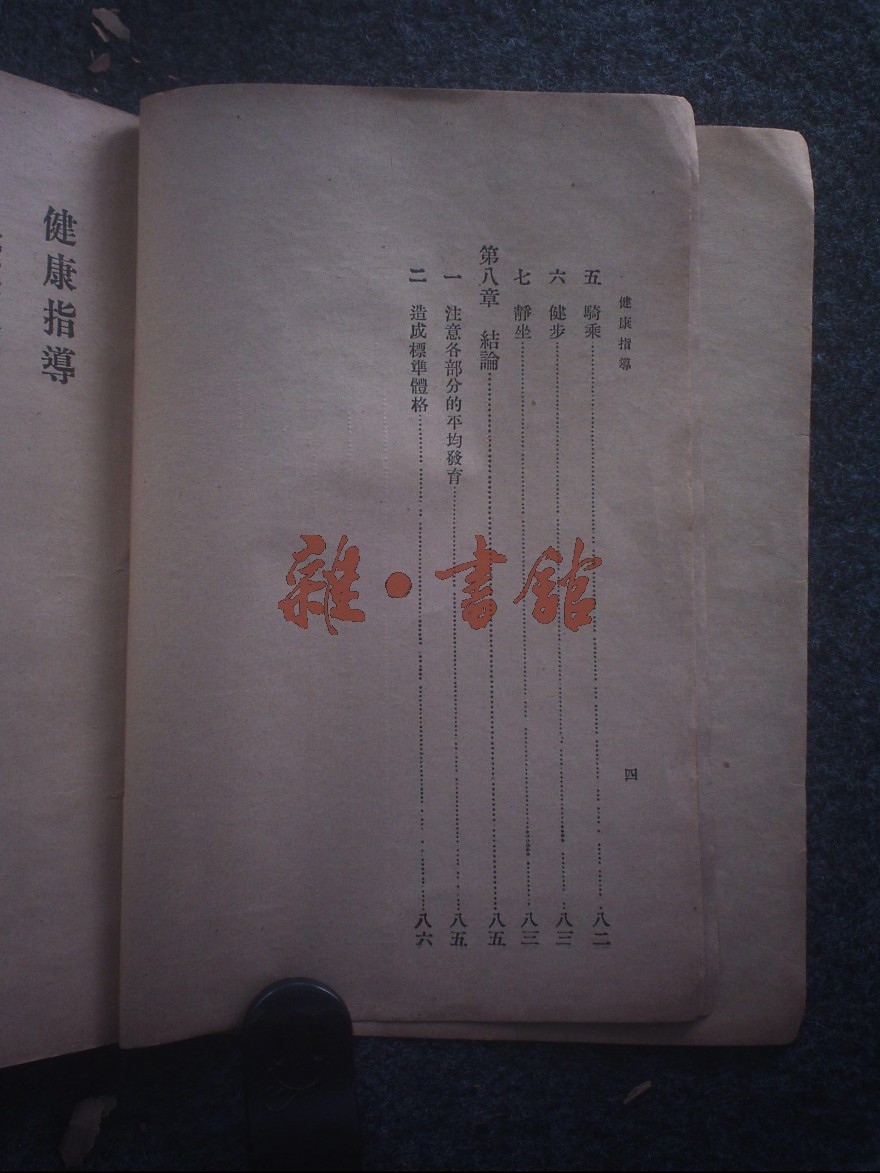 健康指導
四
五　騎乘……八二
六　健步……八三
七　靜坐……八三
第八章　結論……八五
一　注意各部分的平均發育……八五
二　造成標準體格……八六
健康指導
雜·書館